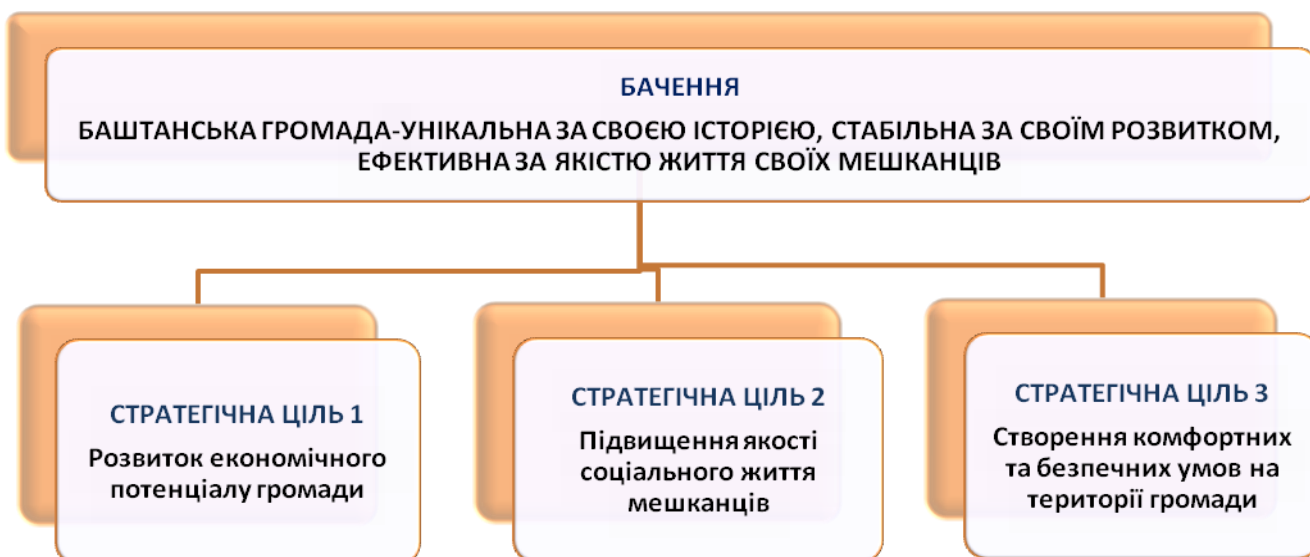 БАЧЕННЯ
БАШТАНСЬКА ГРОМАДА-УНІКАЛЬНА ЗА СВОЄЮ ІСТОРІЄЮ, СТАБІЛЬНА ЗА СВОЇМ РОЗВИТКОМ,
ЕФЕКТИВНА ЗА ЯКІСТЮ ЖИТТЯ СВОЇХ МЕШКАНЦІВ
СТРАТЕГІЧНА ЦІЛЬ 1
Розвиток економічного
потенціалу громади
СТРАТЕГІЧНА ЦІЛЬ 2
Підвищення якості
соціального життя
мешканців
СТРАТЕГІЧНА ЦІЛЬ 3
Створення комфортних
та безпечних умов на
території громади